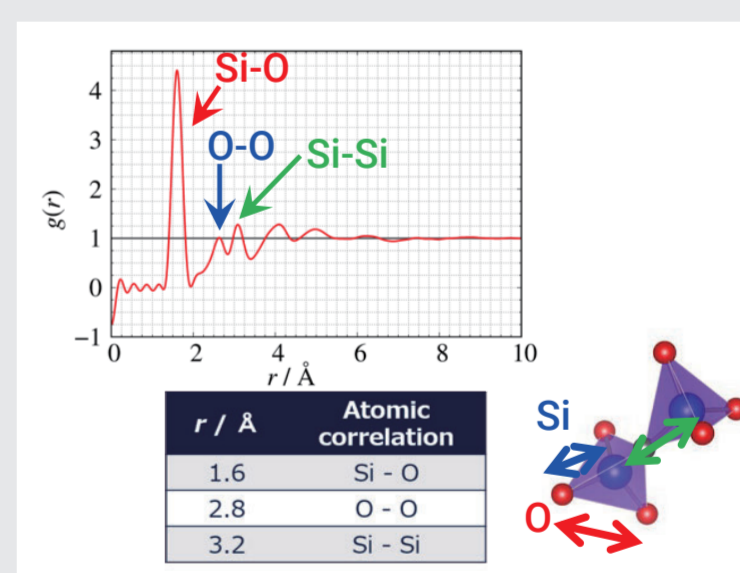 Si-O
O-O
Si-Si
g(r)
4
3
2
1
0
−1
0 2 4 6 8 10
r / Å
r / Å Atomic correlation
1.6 Si - O
2.8 O - O
3.2 Si - Si
Si
O